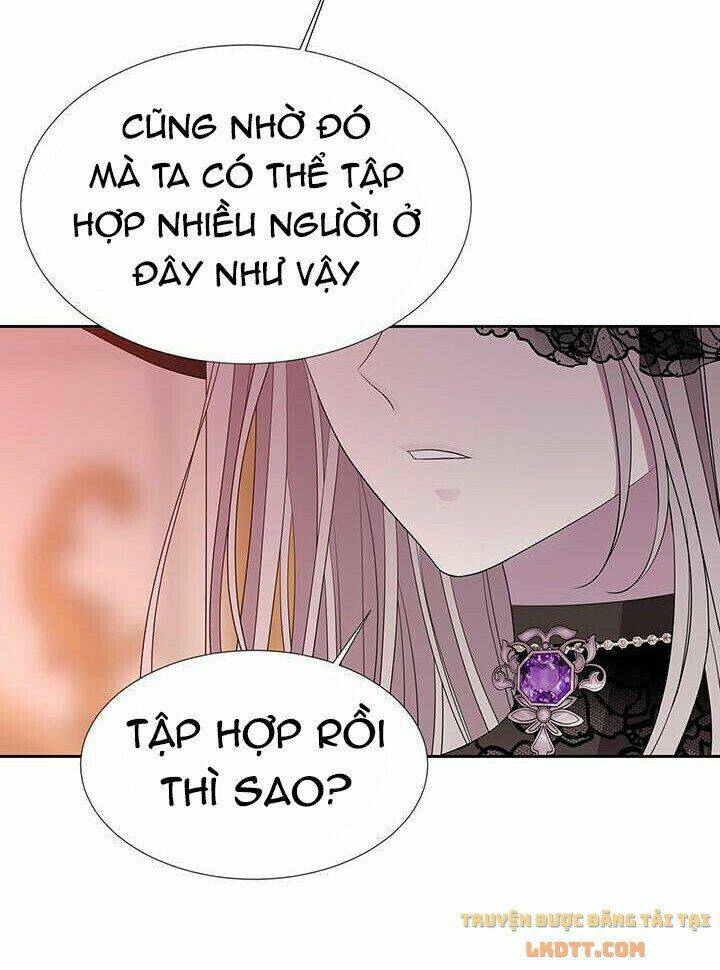 CŨNG NHỜ ĐÓ
MÀ TA CÓ THỂ TẬP
HỢP NHIỀU NGƯỜI Ở
ĐÂY NHƯ VẬY
TẬP HỢP RỒI
THÌ SAO?
TRUYỆN ĐƯỢC ĐĂNG TẢI TẠI
LKDTT.COM